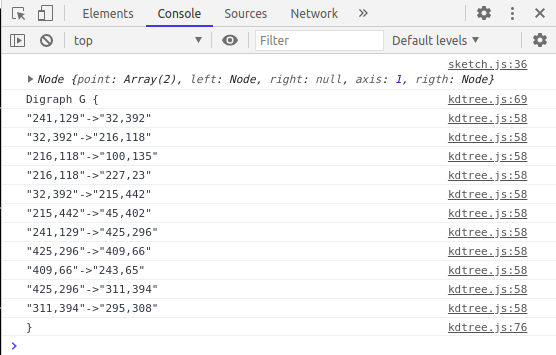 Elements Console Sources Network »
top Filter Default levels
sketch.js:36
Node {point: Array(2), left: Node, right: null, axis: 1, rigth: Node}
Digraph G { kdtree.js:69
"241,129"->"32,392" kdtree.js:58
"32,392"->"216,118" kdtree.js:58
"216,118"->"100,135" kdtree.js:58
"216,118"->"227,23" kdtree.js:58
"32,392"->"215,442" kdtree.js:58
"215,442"->"45,402" kdtree.js:58
"241,129"->"425,296" kdtree.js:58
"425,296"->"409,66" kdtree.js:58
"409,66"->"243,65" kdtree.js:58
"425,296"->"311,394" kdtree.js:58
"311,394"->"295,308" kdtree.js:58
} kdtree.js:76